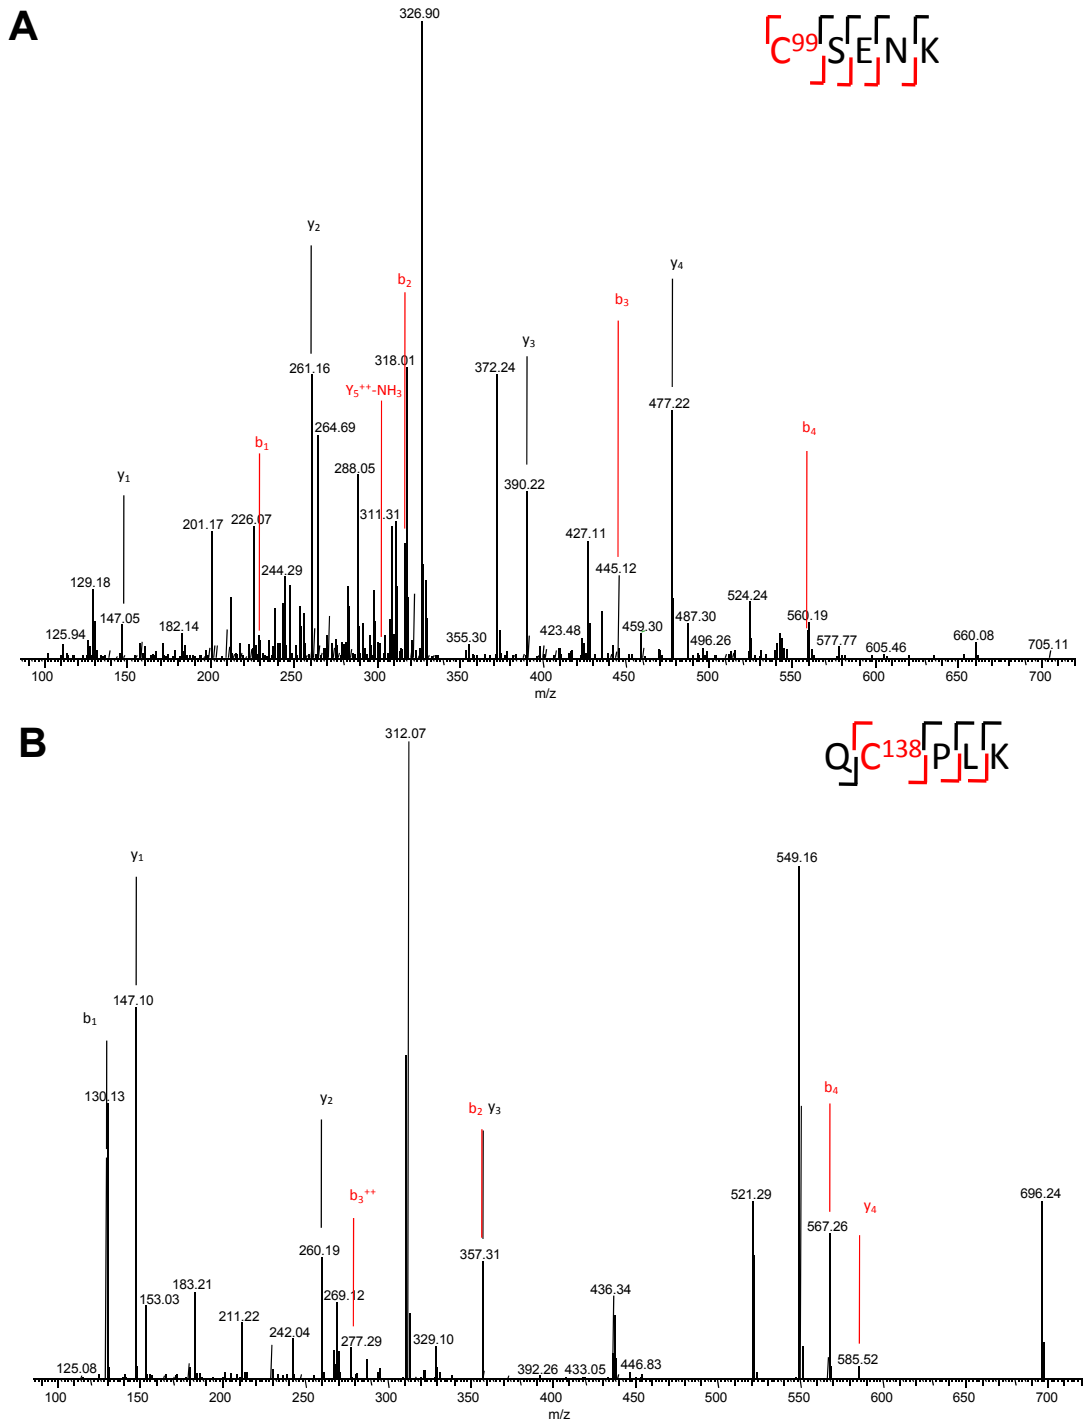 A
326.90
C99SENK
y2
y4
b2
b3
y3
261.16
318.01
372.24
Y5++-NH3
477.22
264.69
b1
b4
y1
288.05
390.22
201.17
226.07
311.31
427.11
244.29
445.12
129.18
524.24
147.05
560.19
125.94
182.14
355.30
423.48
459.30
487.30
496.26
577.77
605.46
660.08
705.11
100 150 200 250 300 350 400 450 500 550 600 650 700
m/z
B
312.07
QC138PLK
y1
549.16
147.10
b1
130.13
y2
b2 y3
b4
b3++
521.29
696.24
y4
567.26
260.19
357.31
183.21
153.03
269.12
436.34
211.22
242.04
277.29
329.10
125.08
392.26
433.05
446.83
585.52
100 150 200 250 300 350 400 450 500 550 600 650 700
m/z